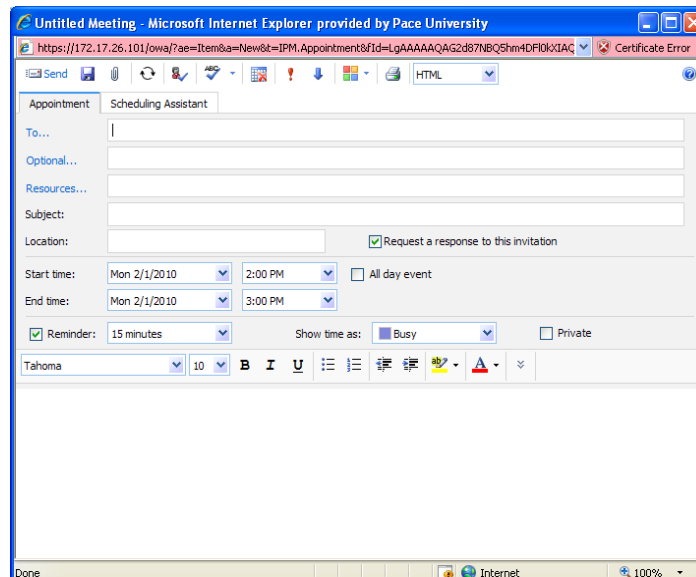 Untitled Meeting - Microsoft Internet Explorer provided by Pace University
https://172.17.26.101/owa/?ae=Item&a=New&t=IPM.Appointment&fId=LgAAAAAQAG2d87NBQ5hm4DFl0kXIAQ Certificate Error
Send ABC HTML
Appointment Scheduling Assistant
To...
Optional...
Resources...
Subject:
Location: Request a response to this invitation
Start time: Mon 2/1/2010 2:00 PM All day event
End time: Mon 2/1/2010 3:00 PM
Reminder: 15 minutes Show time as: Busy Private
Tahoma 10 B I U ab A
Done Internet 100%